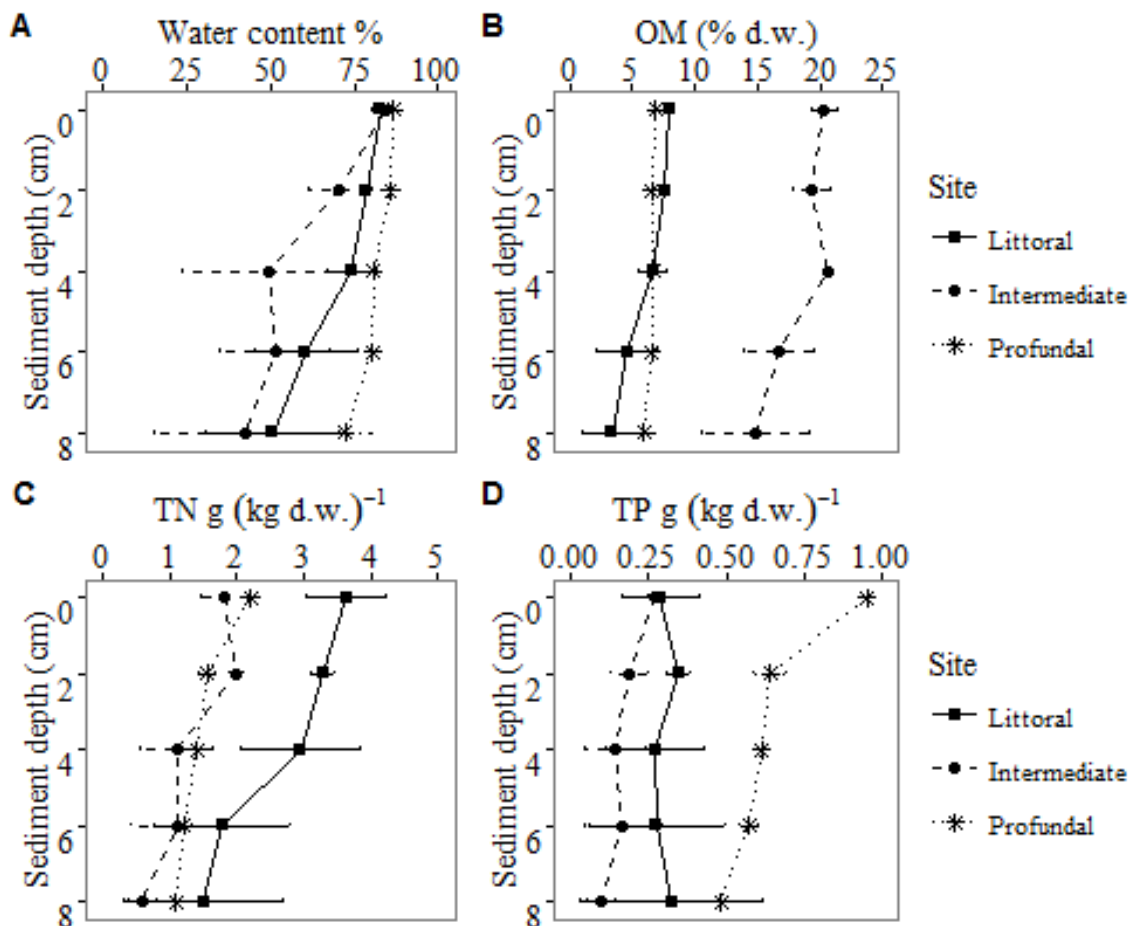 A Water content % B OM (% d.w.)
0 25 50 75 100 0 5 10 15 20 25
Sediment depth (cm)
0
2
4
6
8
Sediment depth (cm)
0
2
4
6
8
Site
Littoral
Intermediate
Profundal
C TN g (kg d.w.)⁻¹ D TP g (kg d.w.)⁻¹
0 1 2 3 4 5 0.00 0.25 0.50 0.75 1.00
Sediment depth (cm)
0
2
4
6
8
Sediment depth (cm)
0
2
4
6
8
Site
Littoral
Intermediate
Profundal